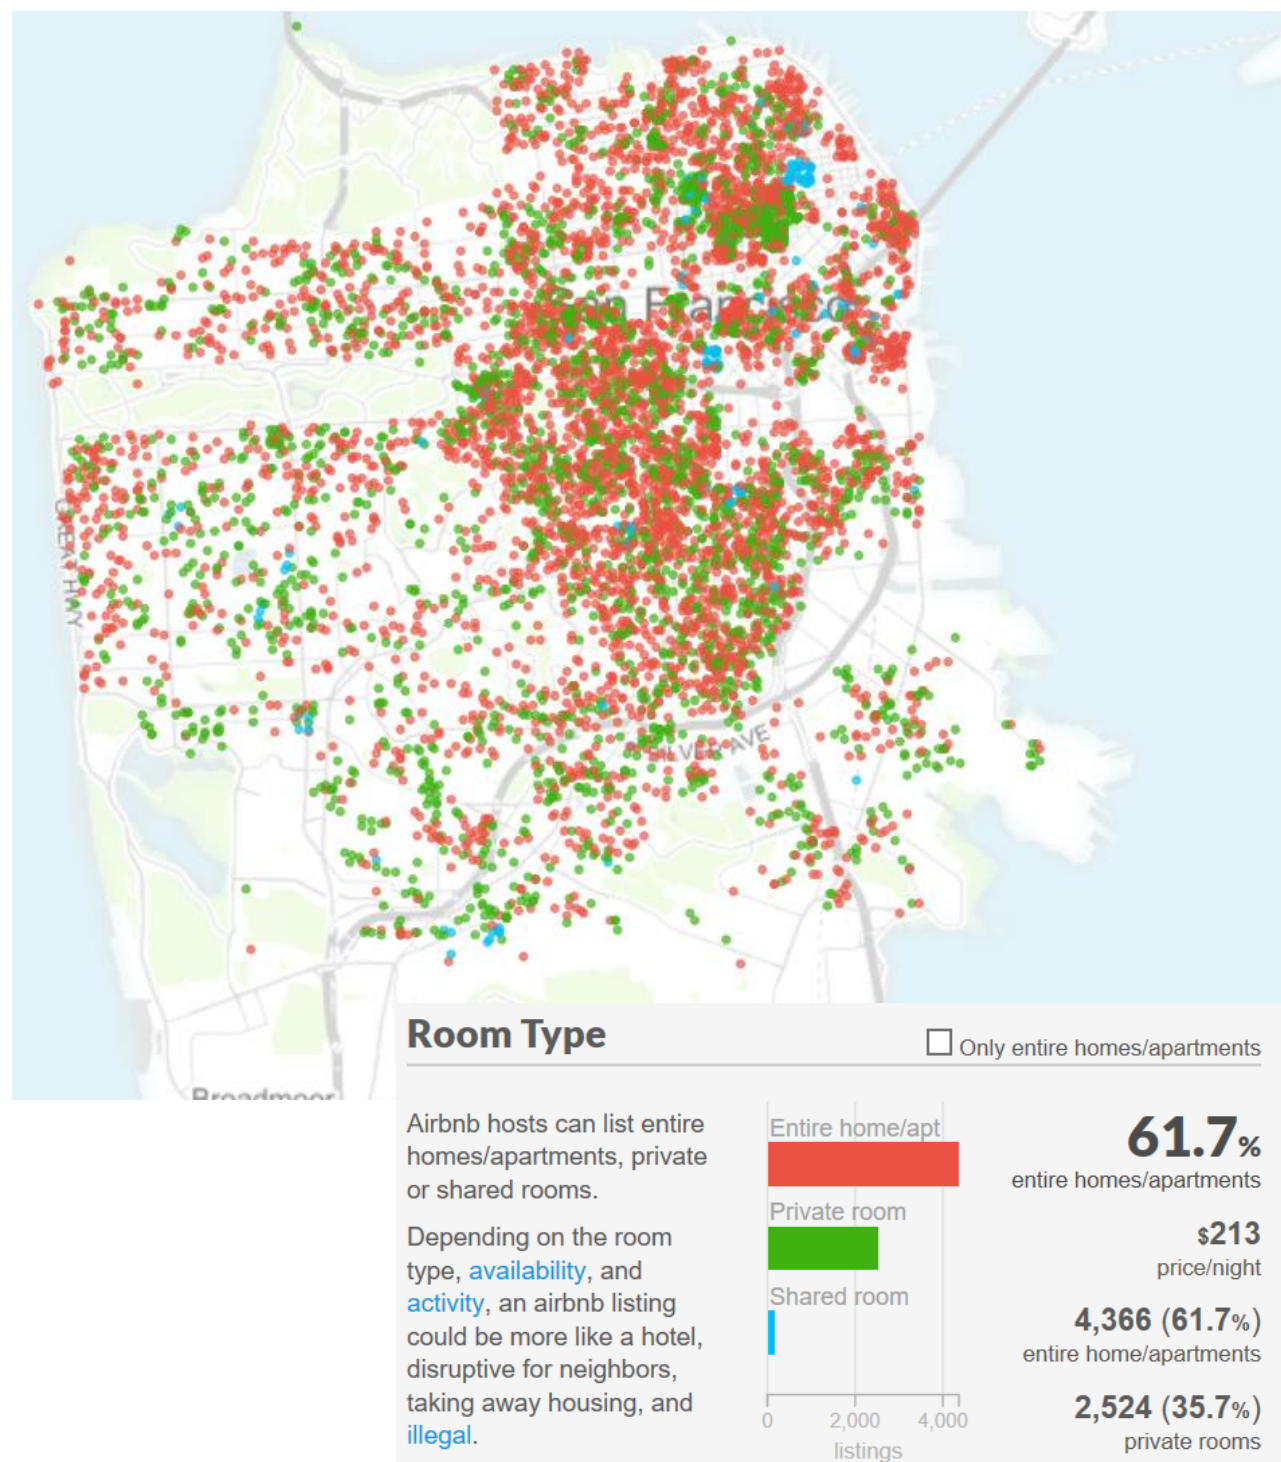 San Francisco
GREAT HWY
SILVER AVE
Broadmoor
Room Type
Only entire homes/apartments
Airbnb hosts can list entire
homes/apartments, private
or shared rooms.
Depending on the room
type, availability, and
activity, an airbnb listing
could be more like a hotel,
disruptive for neighbors,
taking away housing, and
illegal.
Entire home/apt
Private room
Shared room
0 2,000 4,000
listings
61.7%
entire homes/apartments
$213
price/night
4,366 (61.7%)
entire home/apartments
2,524 (35.7%)
private rooms